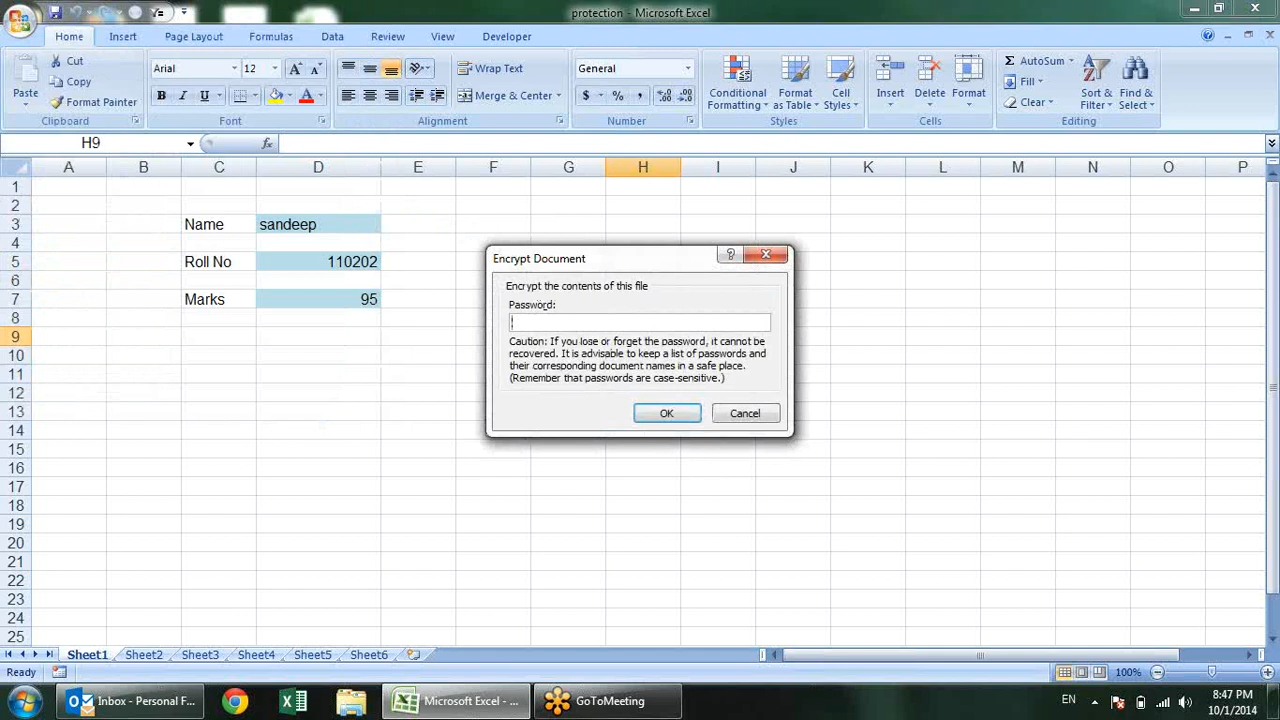 protection - Microsoft Excel
Home Insert Page Layout Formulas Data Review View Developer
Paste
Cut
Copy
Format Painter
Clipboard
Arial 12
B I U A
Font
Wrap Text
Merge & Center
Alignment
General
$ % ,
Number
Conditional Formatting
Format as Table
Cell Styles
Styles
Insert Delete Format
Cells
Σ AutoSum
Fill
Clear
Sort & Filter
Find & Select
Editing
H9 fx
A B C D E F G H I J K L M N O P
1
2
3 Name sandeep
4
5 Roll No 110202
6
7 Marks 95
8
9
10
11
12
13
14
15
16
17
18
19
20
21
22
23
24
25
Encrypt Document
Encrypt the contents of this file
Password:
Caution: If you lose or forget the password, it cannot be
recovered. It is advisable to keep a list of passwords and
their corresponding document names in a safe place.
(Remember that passwords are case-sensitive.)
OK Cancel
Sheet1 Sheet2 Sheet3 Sheet4 Sheet5 Sheet6
Ready 100%
Inbox - Personal F... Microsoft Excel - ... GoToMeeting EN 8:47 PM
10/1/2014